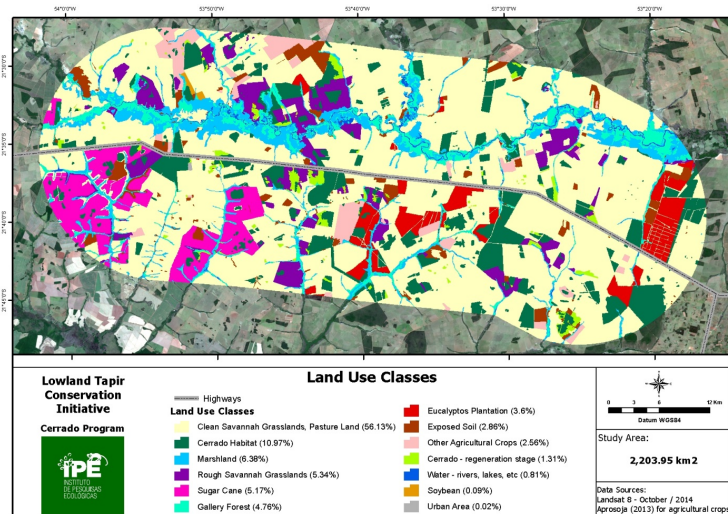 54°0'0"O 53°50'0"O 53°40'0"O 53°30'0"O 53°20'0"O
21°35'0"S
21°40'0"S
Lowland Tapir
Conservation
Initiative
Cerrado Program
iPÊ
INSTITUTO
DE PESQUISAS
ECOLÓGICAS
Land Use Classes
Highways
Land Use Classes
Clean Savannah Grasslands, Pasture Land (56.13%)
Cerrado Habitat (10.97%)
Marshland (6.38%)
Rough Savannah Grasslands (5.34%)
Sugar Cane (5.17%)
Gallery Forest (4.76%)
Eucalyptos Plantation (3.6%)
Exposed Soil (2.86%)
Other Agricultural Crops (2.56%)
Cerrado - regeneration stage (1.31%)
Water - rivers, lakes, etc (0.81%)
Soybean (0.09%)
Urban Area (0.02%)
0 3 6 12 Km
Datum WGS84
Study Area:
2,203.95 km2
Data Sources:
Landsat 8 - October / 2014
Aprosoja (2013) for agricultural crops